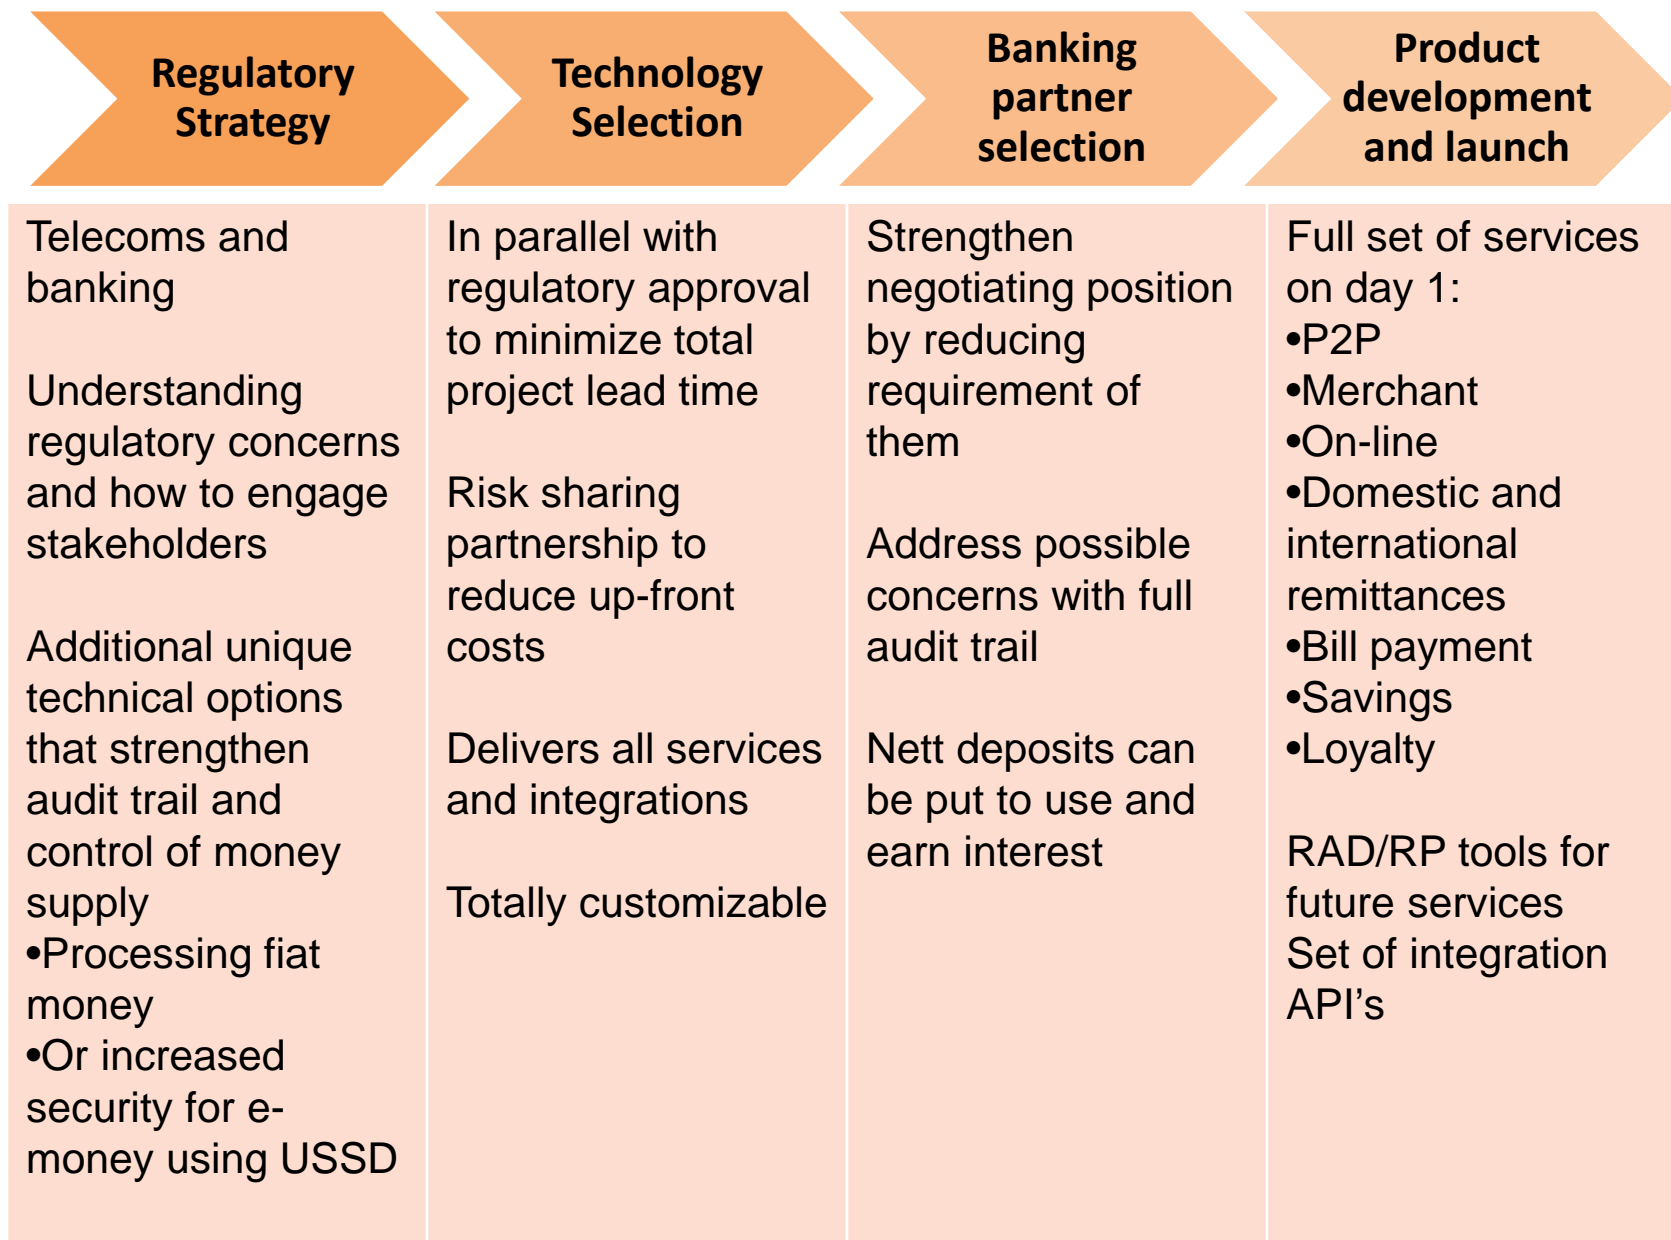 Regulatory
Strategy
Technology
Selection
Banking
partner
selection
Product
development
and launch
Telecoms and
banking
Understanding
regulatory concerns
and how to engage
stakeholders
Additional unique
technical options
that strengthen
audit trail and
control of money
supply
•Processing fiat
money
•Or increased
security for e-
money using USSD
In parallel with
regulatory approval
to minimize total
project lead time
Risk sharing
partnership to
reduce up-front
costs
Delivers all services
and integrations
Totally customizable
Strengthen
negotiating position
by reducing
requirement of
them
Address possible
concerns with full
audit trail
Nett deposits can
be put to use and
earn interest
Full set of services
on day 1:
•P2P
•Merchant
•On-line
•Domestic and
international
remittances
•Bill payment
•Savings
•Loyalty
RAD/RP tools for
future services
Set of integration
API’s